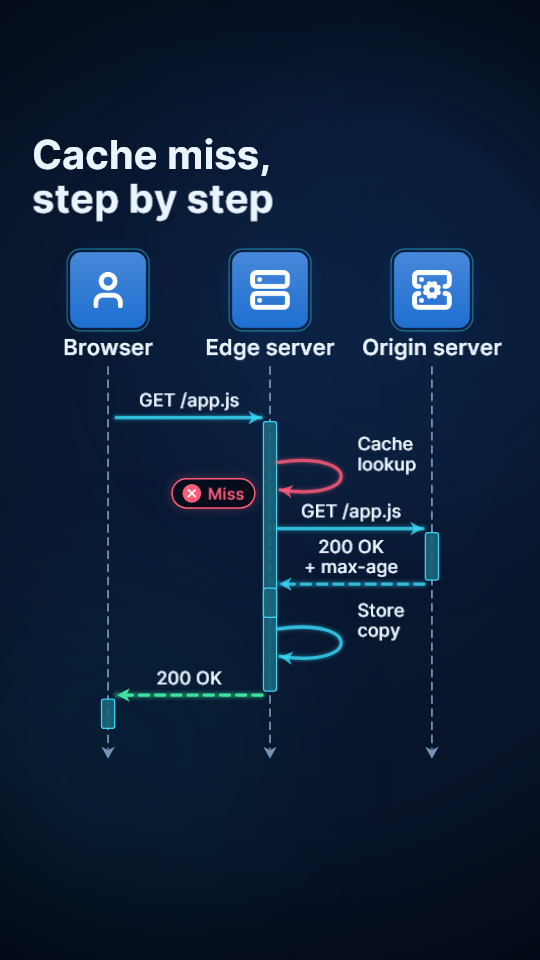 Cache miss,
step by step
Browser
Edge server
Origin server
GET /app.js
Cache
lookup
Miss
GET /app.js
200 OK
+ max-age
Store
copy
200 OK